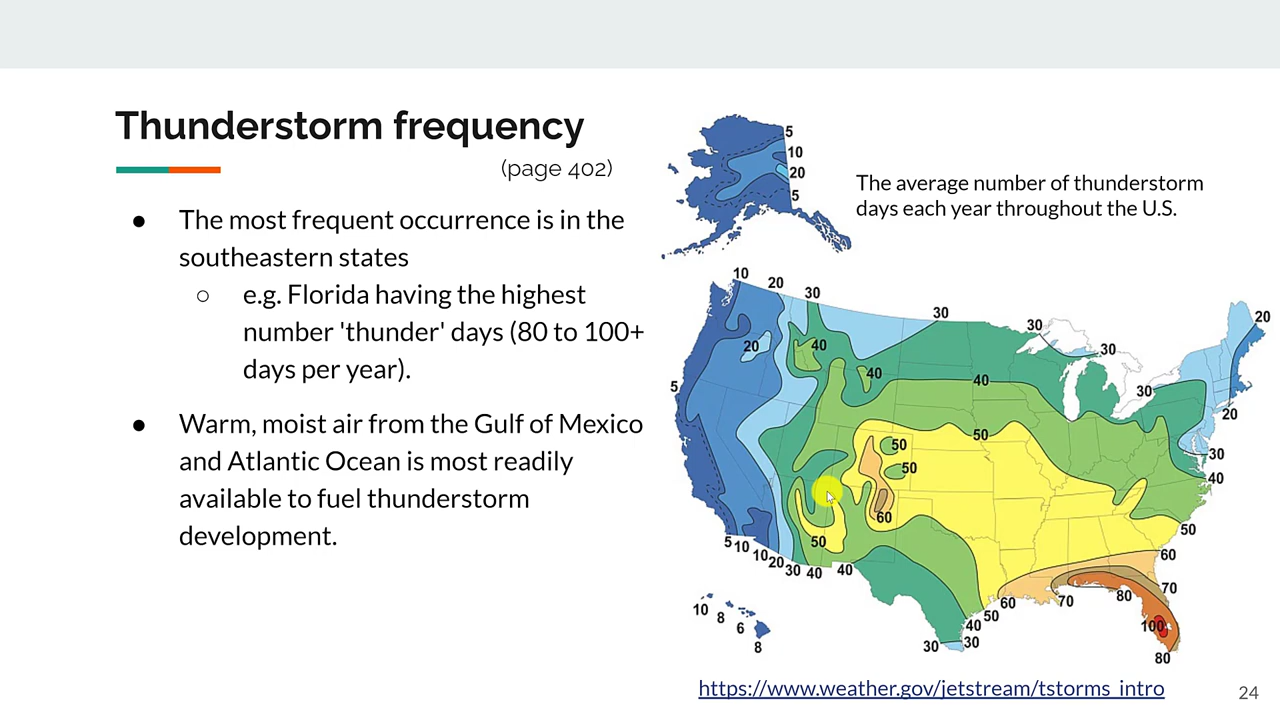 Thunderstorm frequency
(page 402)
● The most frequent occurrence is in the
southeastern states
○ e.g. Florida having the highest
number 'thunder' days (80 to 100+
days per year).
● Warm, moist air from the Gulf of Mexico
and Atlantic Ocean is most readily
available to fuel thunderstorm
development.
5
10
20
5
The average number of thunderstorm
days each year throughout the U.S.
10 20 30 30 30 30 20
20 40
40 40 30
5 20
50 50 30
50 40
60 50
5 10 10 20 30 40 50 40 60
60 70 80 70
50
40 100
30 30
80
10 8 6 8
https://www.weather.gov/jetstream/tstorms_intro
24